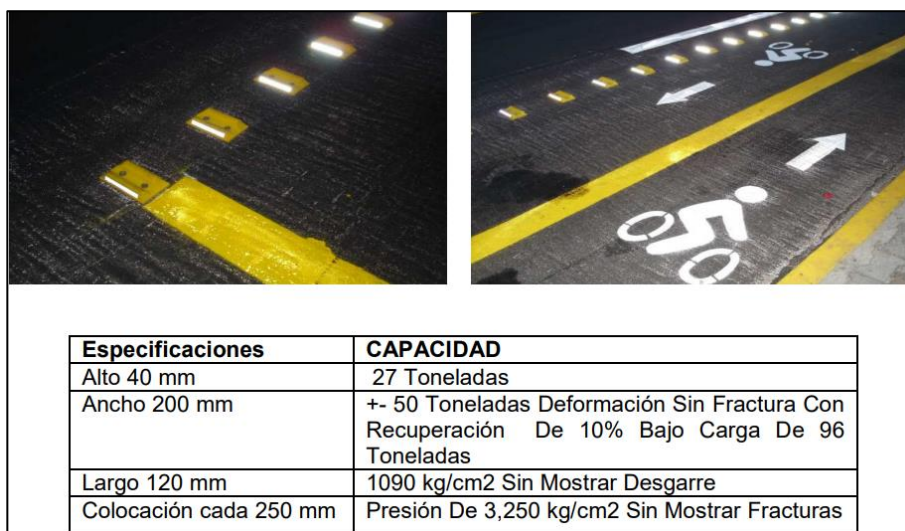 Especificaciones CAPACIDAD
Alto 40 mm 27 Toneladas
Ancho 200 mm +- 50 Toneladas Deformación Sin Fractura Con
Recuperación De 10% Bajo Carga De 96
Toneladas
Largo 120 mm 1090 kg/cm2 Sin Mostrar Desgarre
Colocación cada 250 mm Presión De 3,250 kg/cm2 Sin Mostrar Fracturas